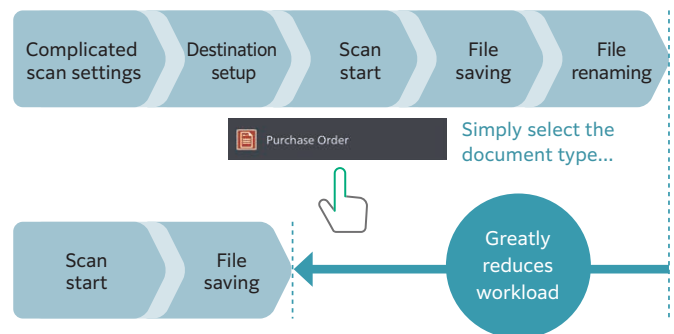 Complicated
scan settings
Destination
setup
Scan
start
File
saving
File
renaming
Purchase Order
Simply select the
document type...
Scan
start
File
saving
Greatly
reduces
workload